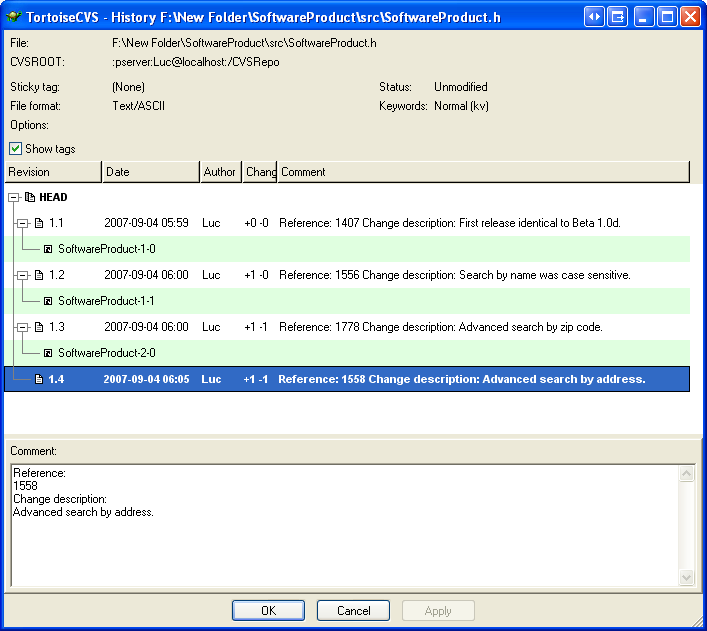 TortoiseCVS - History F:\New Folder\SoftwareProduct\src\SoftwareProduct.h
File: F:\New Folder\SoftwareProduct\src\SoftwareProduct.h
CVSROOT: :pserver:Luc@localhost:/CVSRepo
Sticky tag: (None) Status: Unmodified
File format: Text/ASCII Keywords: Normal (kv)
Options:
Show tags
Revision Date Author Chang Comment
HEAD
1.1 2007-09-04 05:59 Luc +0 -0 Reference: 1407 Change description: First release identical to Beta 1.0d.
SoftwareProduct-1-0
1.2 2007-09-04 06:00 Luc +1 -0 Reference: 1556 Change description: Search by name was case sensitive.
SoftwareProduct-1-1
1.3 2007-09-04 06:00 Luc +1 -1 Reference: 1778 Change description: Advanced search by zip code.
SoftwareProduct-2-0
1.4 2007-09-04 06:05 Luc +1 -1 Reference: 1558 Change description: Advanced search by address.
Comment:
Reference:
1558
Change description:
Advanced search by address.
OK Cancel Apply